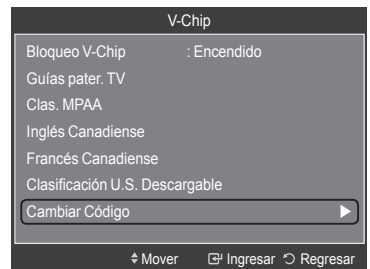 V-Chip
Bloqueo V-Chip : Encendido
Guías pater. TV
Clas. MPAA
Inglés Canadiense
Francés Canadiense
Clasificación U.S. Descargable
Cambiar Código
Mover Ingresar Regresar